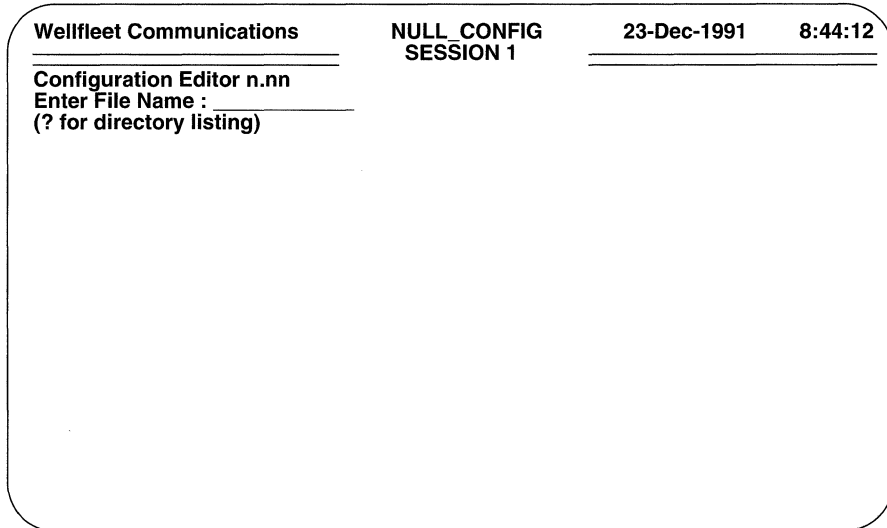 Wellfleet Communications NULL_CONFIG 23-Dec-1991 8:44:12
SESSION 1
Configuration Editor n.nn
Enter File Name : ____________
(? for directory listing)